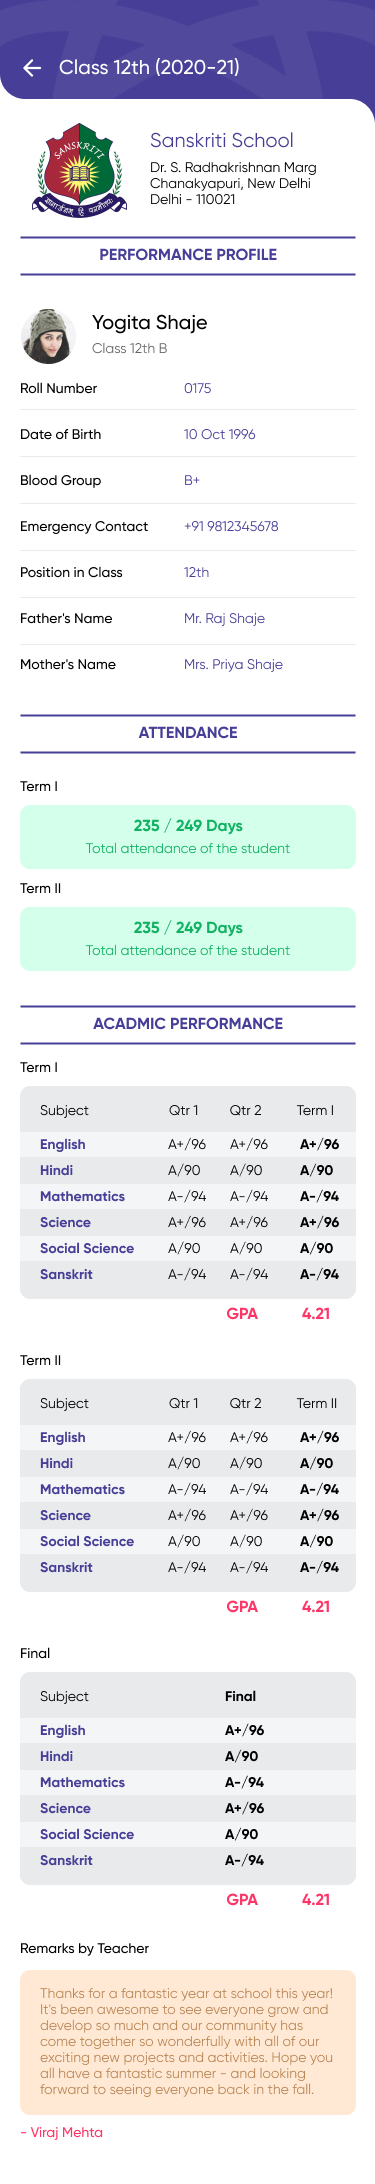 Class 12th (2020-21)
SANSKRITI
Sanskriti School
Dr. S. Radhakrishnan Marg
Chanakyapuri, New Delhi
Delhi - 110021
PERFORMANCE PROFILE
Yogita Shaje
Class 12th B
Roll Number 0175
Date of Birth 10 Oct 1996
Blood Group B+
Emergency Contact +91 9812345678
Position in Class 12th
Father's Name Mr. Raj Shaje
Mother's Name Mrs. Priya Shaje
ATTENDANCE
Term I
235 / 249 Days
Total attendance of the student
Term II
235 / 249 Days
Total attendance of the student
ACADMIC PERFORMANCE
Term I
Subject Qtr 1 Qtr 2 Term I
English A+/96 A+/96 A+/96
Hindi A/90 A/90 A/90
Mathematics A-/94 A-/94 A-/94
Science A+/96 A+/96 A+/96
Social Science A/90 A/90 A/90
Sanskrit A-/94 A-/94 A-/94
GPA 4.21
Term II
Subject Qtr 1 Qtr 2 Term II
English A+/96 A+/96 A+/96
Hindi A/90 A/90 A/90
Mathematics A-/94 A-/94 A-/94
Science A+/96 A+/96 A+/96
Social Science A/90 A/90 A/90
Sanskrit A-/94 A-/94 A-/94
GPA 4.21
Final
Subject Final
English A+/96
Hindi A/90
Mathematics A-/94
Science A+/96
Social Science A/90
Sanskrit A-/94
GPA 4.21
Remarks by Teacher
Thanks for a fantastic year at school this year!
It's been awesome to see everyone grow and
develop so much and our community has
come together so wonderfully with all of our
exciting new projects and activities. Hope you
all have a fantastic summer - and looking
forward to seeing everyone back in the fall.
- Viraj Mehta